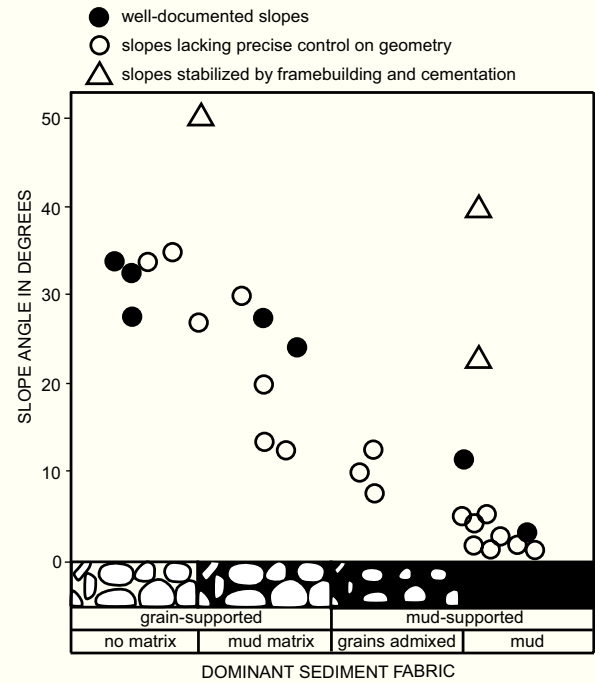 well-documented slopes
slopes lacking precise control on geometry
slopes stabilized by framebuilding and cementation
SLOPE ANGLE IN DEGREES
50
40
30
20
10
0
grain-supported mud-supported
no matrix mud matrix grains admixed mud
DOMINANT SEDIMENT FABRIC